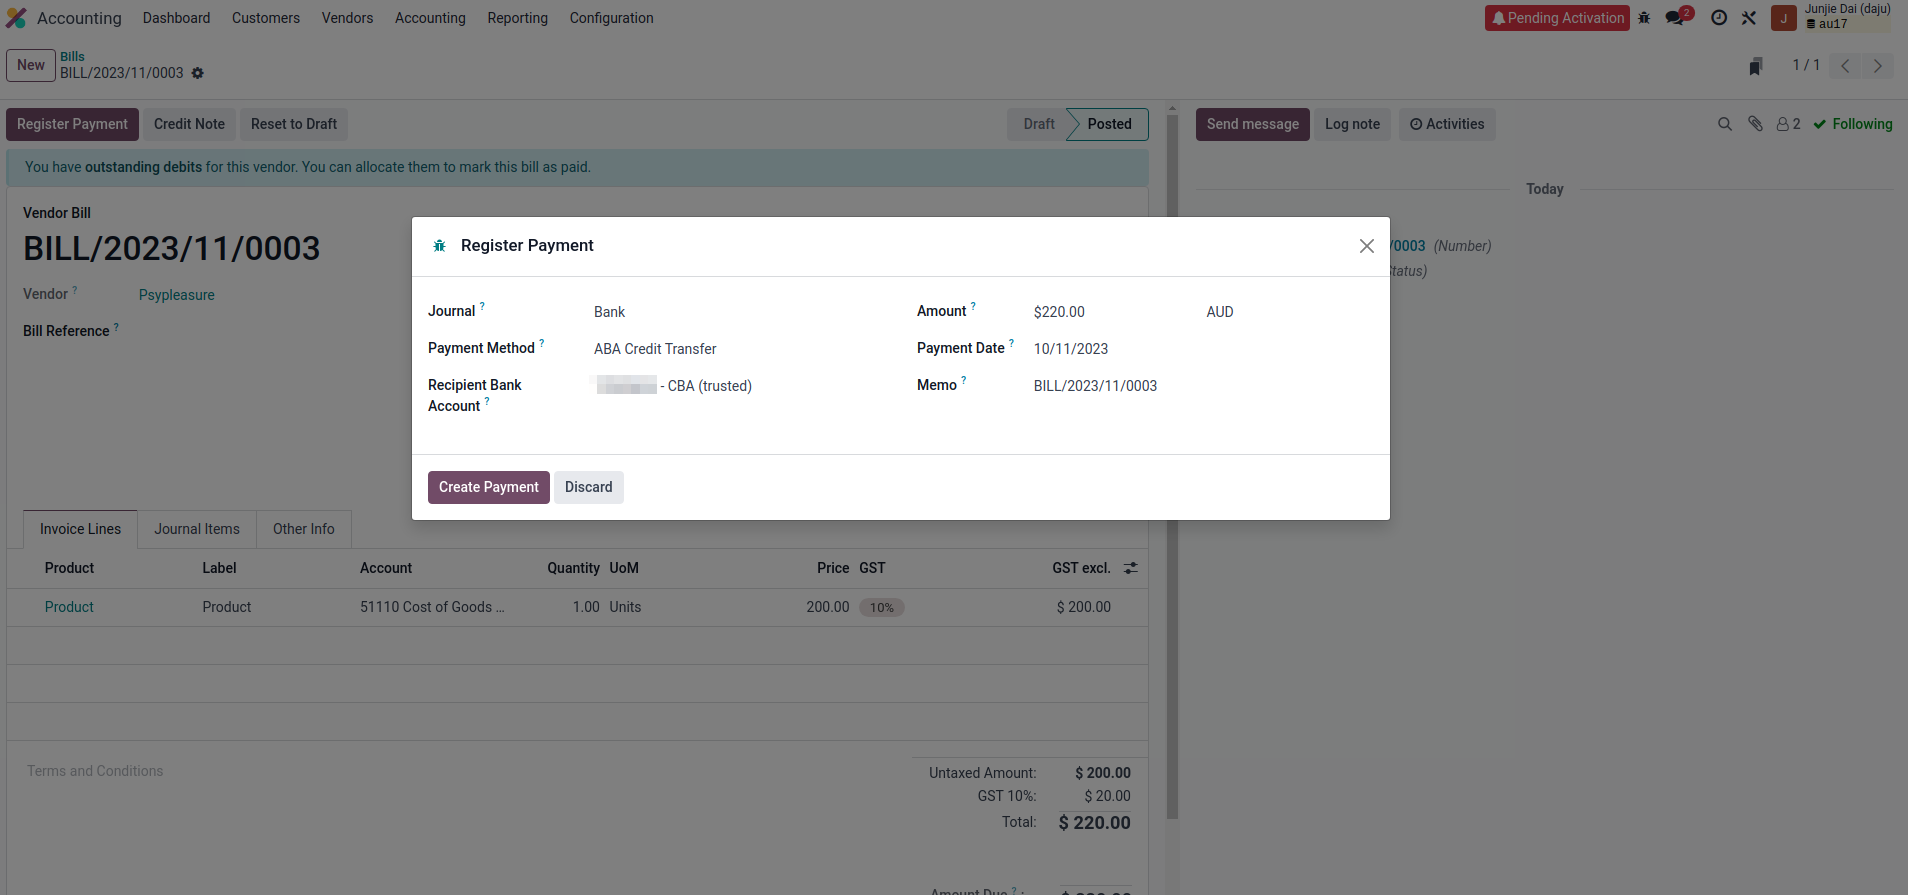 Accounting Dashboard Customers Vendors Accounting Reporting Configuration
Pending Activation 2 J Junjie Dai (daju)
au17
New Bills
BILL/2023/11/0003
1 / 1
Register Payment Credit Note Reset to Draft Draft Posted
Send message Log note Activities 2 Following
You have outstanding debits for this vendor. You can allocate them to mark this bill as paid.
Today
Vendor Bill
BILL/2023/11/0003
Vendor ? Psypleasure
Bill Reference ?
/0003 (Number)
Status)
Register Payment
Journal ? Bank Amount ? $220.00 AUD
Payment Method ? ABA Credit Transfer Payment Date ? 10/11/2023
Recipient Bank - CBA (trusted) Memo ? BILL/2023/11/0003
Account ?
Create Payment Discard
Invoice Lines Journal Items Other Info
Product Label Account Quantity UoM Price GST GST excl.
Product Product 51110 Cost of Goods ... 1.00 Units 200.00 10% $ 200.00
Terms and Conditions
Untaxed Amount: $ 200.00
GST 10%: $ 20.00
Total: $ 220.00
Amount Due ? :